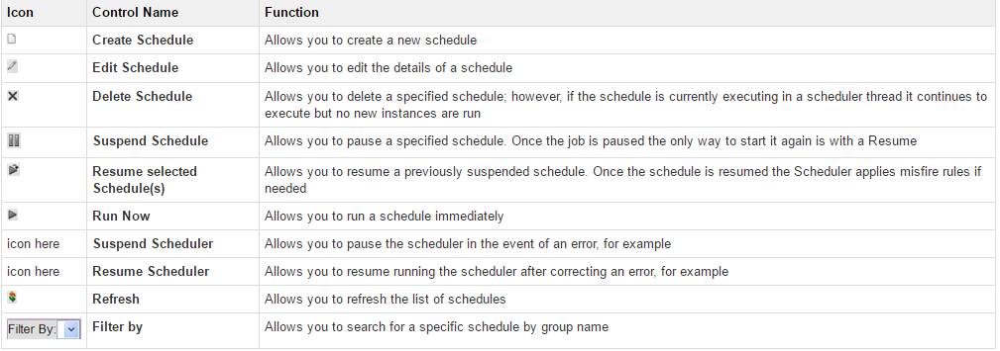 Icon Control Name Function
Create Schedule Allows you to create a new schedule
Edit Schedule Allows you to edit the details of a schedule
Delete Schedule Allows you to delete a specified schedule; however, if the schedule is currently executing in a scheduler thread it continues to
execute but no new instances are run
Suspend Schedule Allows you to pause a specified schedule. Once the job is paused the only way to start it again is with a Resume
Resume selected Allows you to resume a previously suspended schedule. Once the schedule is resumed the Scheduler applies misfire rules if
Schedule(s) needed
Run Now Allows you to run a schedule immediately
icon here Suspend Scheduler Allows you to pause the scheduler in the event of an error, for example
icon here Resume Scheduler Allows you to resume running the scheduler after correcting an error, for example
Refresh Allows you to refresh the list of schedules
Filter By: Filter by Allows you to search for a specific schedule by group name